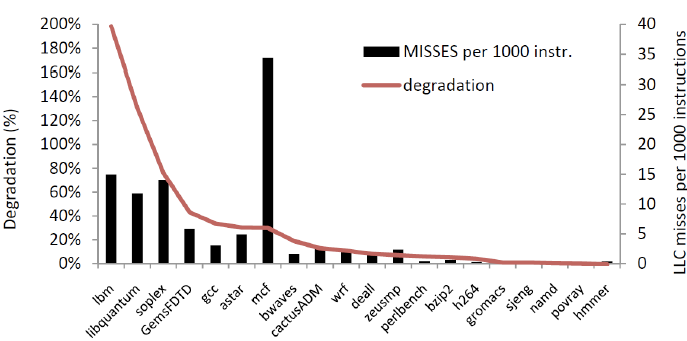 200%
180%
160%
140%
120%
100%
80%
60%
40%
20%
0%
Degradation (%)
MISSES per 1000 instr.
degradation
40
35
30
25
20
15
10
5
0
LLC misses per 1000 instructions
lbm
libquantum
soplex
GemsFDTD
gcc
astar
mcf
bwaves
cactusADM
wrf
deall
zeusmp
perlbench
bzip2
h264
gromacs
sjeng
namd
povray
hmmer